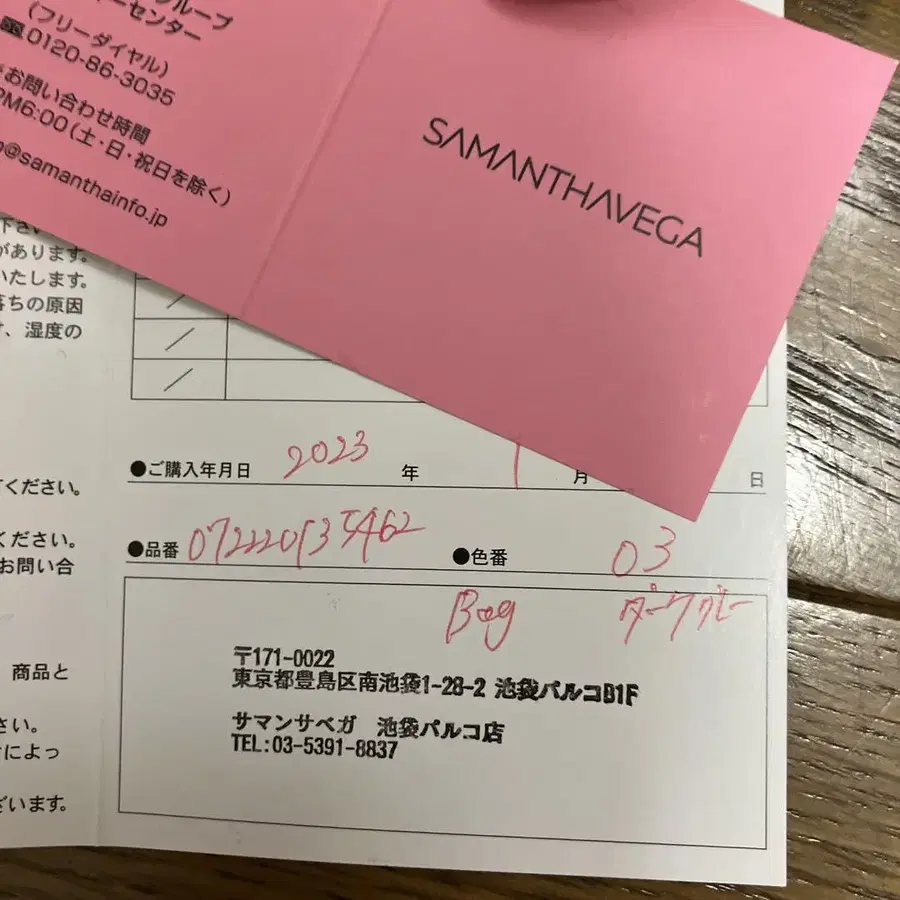 ループ
ーセンター
(フリーダイヤル)
0120-86-3035
お問い合わせ時間
PM6:00(土・日・祝日を除く)
@samanthainfo.jp
SAMANTHAVEGA
があります。
いたします。
落ちの原因
、湿度の
●ご購入年月日 2023 年 1 月 日
てください。
●品番
●色番 03
ください。
お問い合
Bag ダークグレー
〒171-0022
東京都豊島区南池袋1-28-2 池袋パルコB1F
サマンサベガ 池袋パルコ店
TEL:03-5391-8837
商品と
さい。
によっ
ざいます。